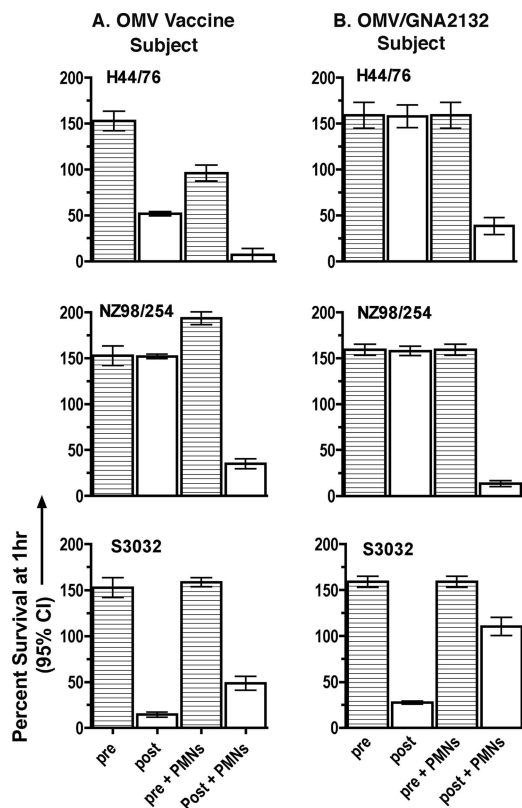 A. OMV Vaccine
Subject
B. OMV/GNA2132
Subject
H44/76
200
150
100
50
0
H44/76
200
150
100
50
0
NZ98/254
200
150
100
50
0
NZ98/254
200
150
100
50
0
S3032
200
150
100
50
0
S3032
200
150
100
50
0
Percent Survival at 1hr
(95% CI)
pre
post
pre + PMNs
Post + PMNs
pre
post
pre + PMNs
post + PMNs